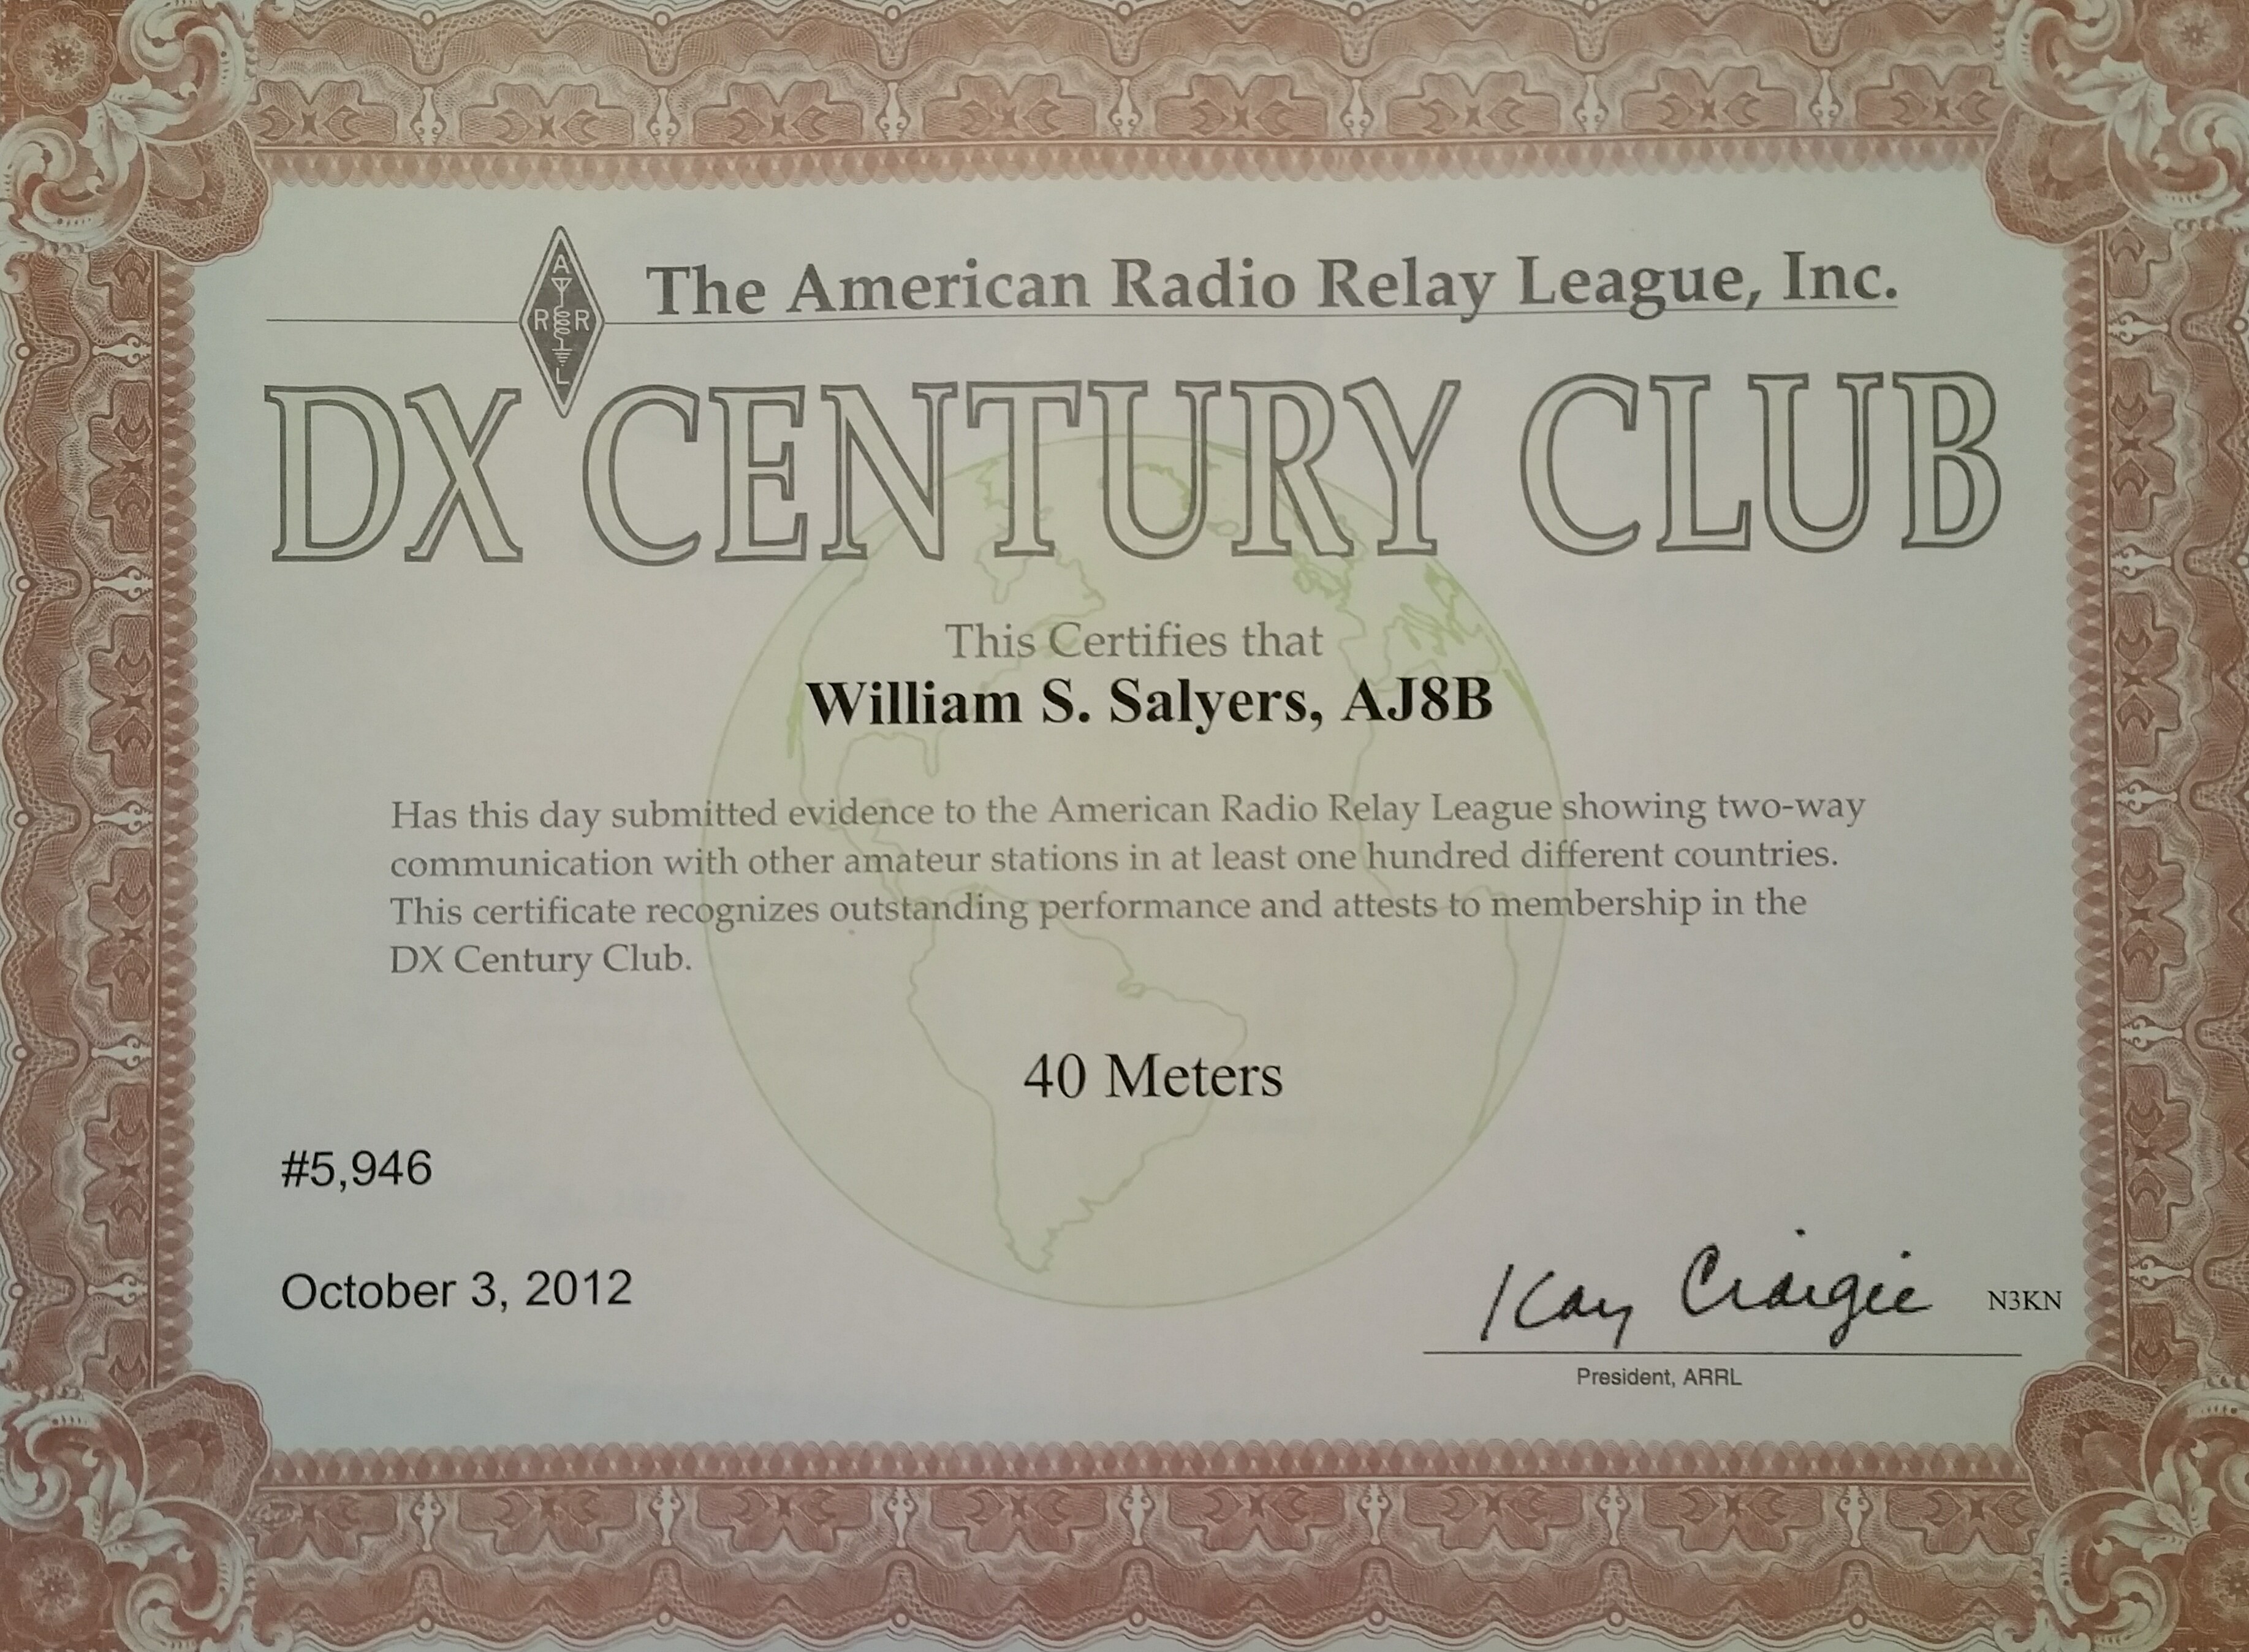 A
R R
L
The American Radio Relay League, Inc.
DX CENTURY CLUB
This Certifies that
William S. Salyers, AJ8B
Has this day submitted evidence to the American Radio Relay League showing two-way
communication with other amateur stations in at least one hundred different countries.
This certificate recognizes outstanding performance and attests to membership in the
DX Century Club.
40 Meters
#5,946
October 3, 2012
Kay Craigie N3KN
President, ARRL